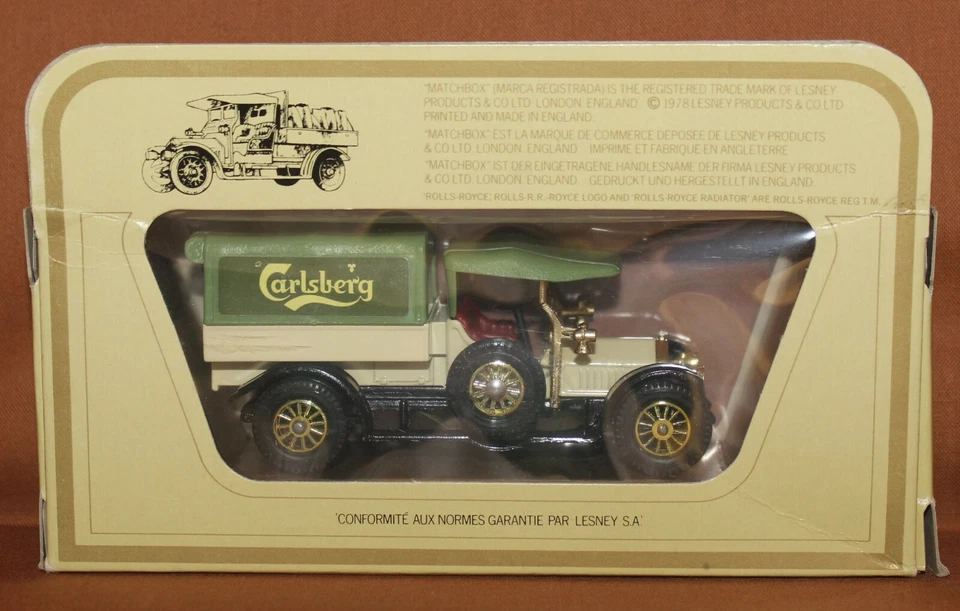 "MATCHBOX" (MARCA REGISTRADA) IS THE REGISTERED TRADE MARK OF LESNEY
PRODUCTS & CO LTD. LONDON. ENGLAND © 1978 LESNEY PRODUCTS & CO LTD
PRINTED AND MADE IN ENGLAND.
"MATCHBOX" EST LA MARQUE DE COMMERCE DEPOSEE DE LESNEY PRODUCTS
& CO LTD. LONDON. ENGLAND IMPRIME ET FABRIQUE EN ANGLETERRE
"MATCHBOX" IST DER EINGETRAGENE HANDLESNAME DER FIRMA LESNEY PRODUCTS
& CO LTD. LONDON. ENGLAND GEDRUCKT UND HERGESTELLT IN ENGLAND.
'ROLLS-ROYCE', ROLLS-R.R.-ROYCE LOGO AND 'ROLLS-ROYCE RADIATOR' ARE ROLLS-ROYCE REG T.M.
Carlsberg
'CONFORMITÉ AUX NORMES GARANTIE PAR LESNEY S.A.'